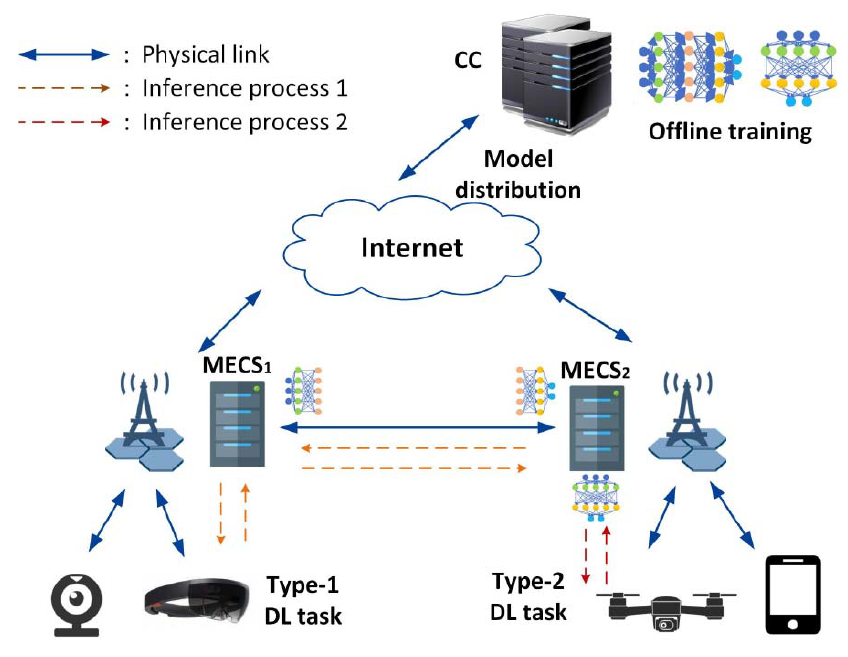 : Physical link
: Inference process 1
: Inference process 2
CC
Offline training
Model
distribution
Internet
MECS1
MECS2
Type-1
DL task
Type-2
DL task